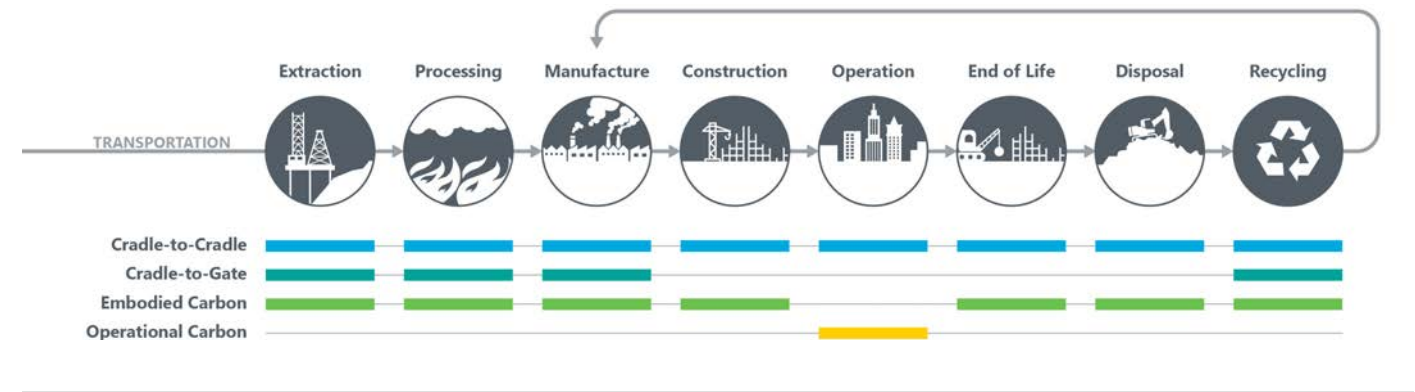 Extraction Processing Manufacture Construction Operation End of Life Disposal Recycling
TRANSPORTATION
Cradle-to-Cradle
Cradle-to-Gate
Embodied Carbon
Operational Carbon